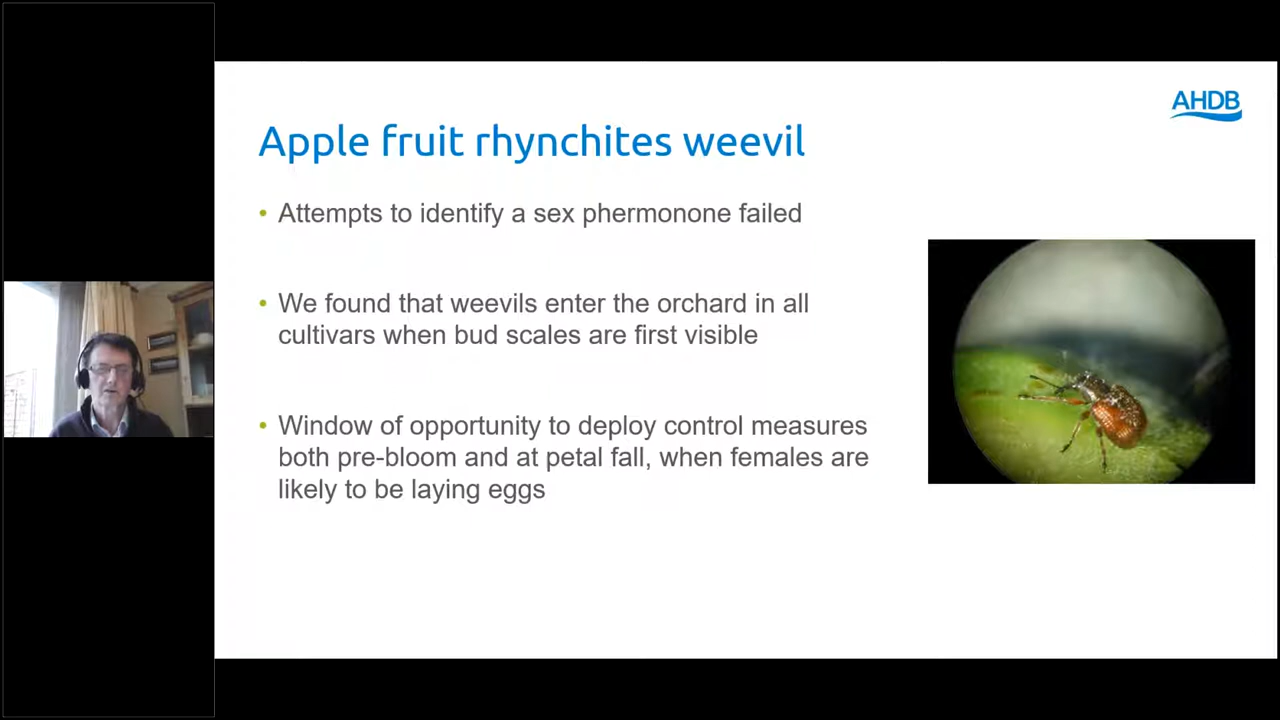 AHDB
Apple fruit rhynchites weevil
• Attempts to identify a sex phermonone failed
• We found that weevils enter the orchard in all
cultivars when bud scales are first visible
• Window of opportunity to deploy control measures
both pre-bloom and at petal fall, when females are
likely to be laying eggs